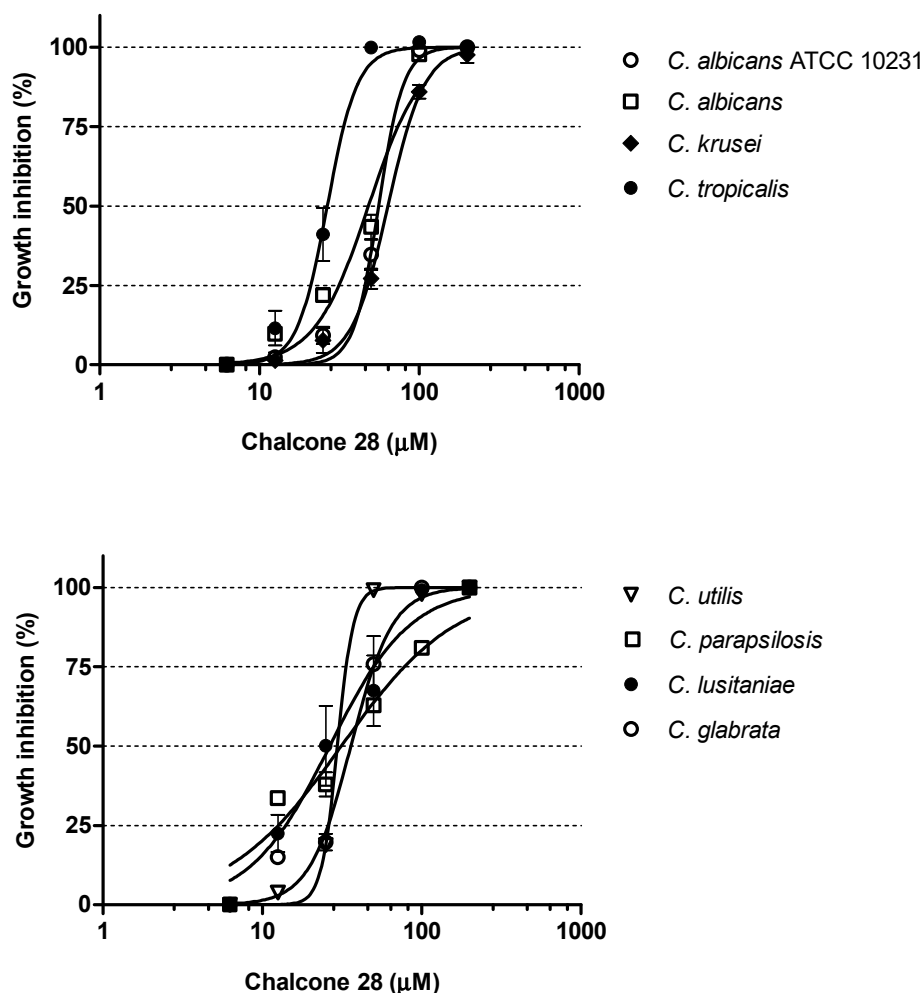 100
75
50
25
0
Growth inhibition (%)
1
10
100
1000
Chalcone 28 (μM)
C. albicans ATCC 10231
C. albicans
C. krusei
C. tropicalis
100
75
50
25
0
Growth inhibition (%)
1
10
100
1000
Chalcone 28 (μM)
C. utilis
C. parapsilosis
C. lusitaniae
C. glabrata